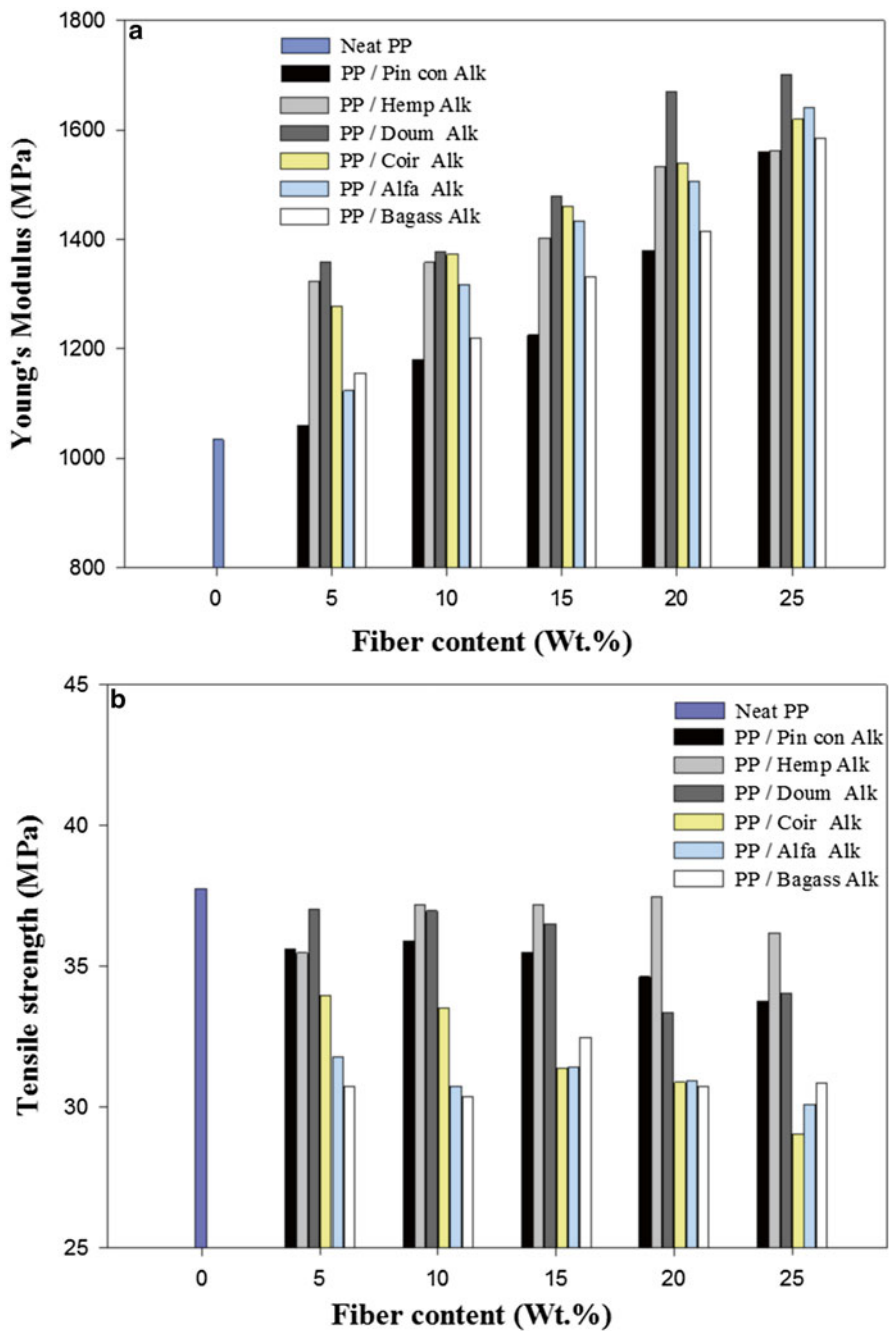 a
1800
1600
1400
1200
1000
800
Young's Modulus (MPa)
Neat PP
PP / Pin con Alk
PP / Hemp Alk
PP / Doum Alk
PP / Coir Alk
PP / Alfa Alk
PP / Bagass Alk
0 5 10 15 20 25
Fiber content (Wt.%)
b
45
40
35
30
25
Tensile strength (MPa)
Neat PP
PP / Pin con Alk
PP / Hemp Alk
PP / Doum Alk
PP / Coir Alk
PP / Alfa Alk
PP / Bagass Alk
0 5 10 15 20 25
Fiber content (Wt.%)